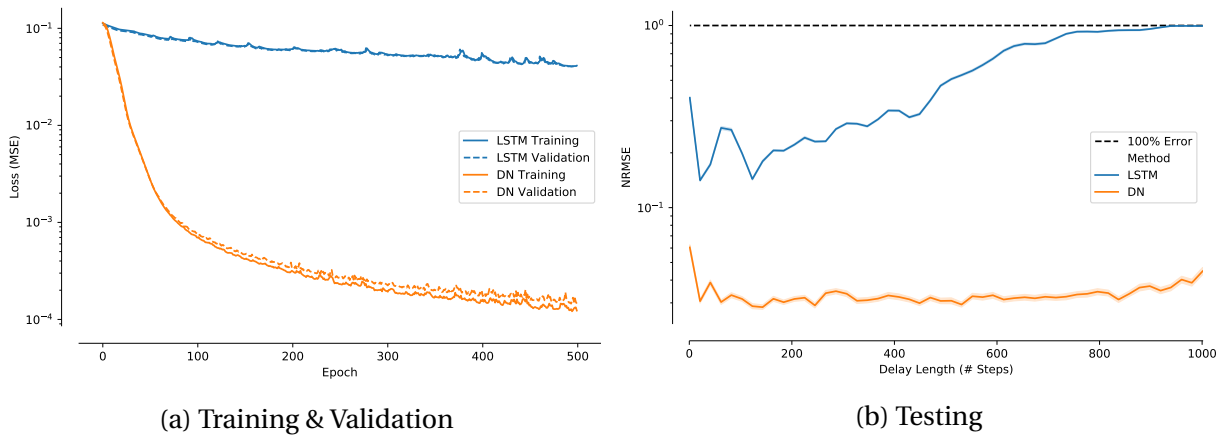 10⁻¹
10⁻²
10⁻³
10⁻⁴
Loss (MSE)
LSTM Training
LSTM Validation
DN Training
DN Validation
0 100 200 300 400 500
Epoch
(a) Training & Validation
10⁰
10⁻¹
NRMSE
100% Error
Method
LSTM
DN
0 200 400 600 800 1000
Delay Length (# Steps)
(b) Testing